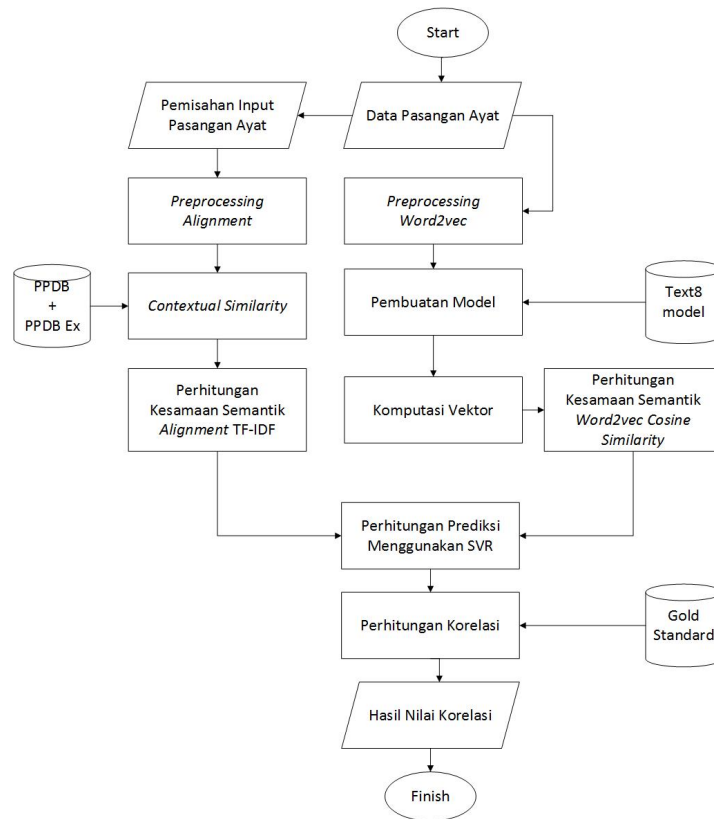 Start
Pemisahan Input
Pasangan Ayat
Data Pasangan Ayat
Preprocessing
Alignment
Preprocessing
Word2vec
PPDB
+
PPDB Ex
Contextual Similarity
Pembuatan Model
Text8
model
Perhitungan
Kesamaan Semantik
Alignment TF-IDF
Komputasi Vektor
Perhitungan
Kesamaan Semantik
Word2vec Cosine
Similarity
Perhitungan Prediksi
Menggunakan SVR
Perhitungan Korelasi
Gold
Standard
Hasil Nilai Korelasi
Finish